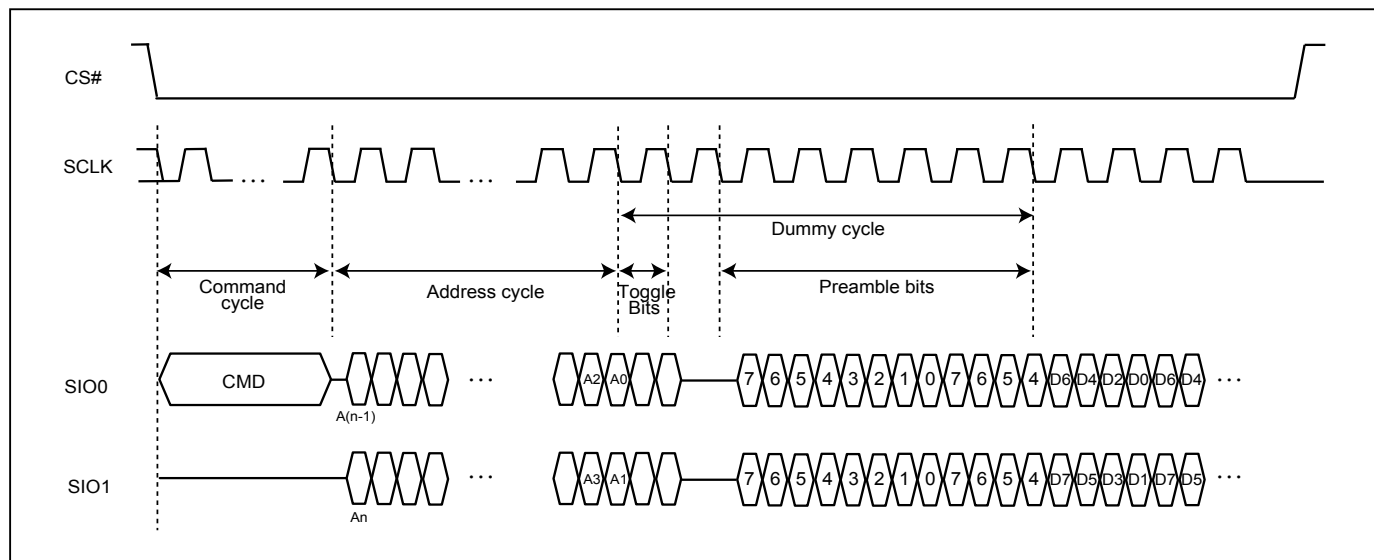 CS#
SCLK
…
…
Dummy cycle
Command
cycle
Address cycle
Toggle
Bits
Preamble bits
SIO0
CMD
…
A2 A0
7 6 5 4 3 2 1 0 7 6 5 4 D6 D4 D2 D0 D6 D4
…
A(n-1)
SIO1
…
A3 A1
7 6 5 4 3 2 1 0 7 6 5 4 D7 D5 D3 D1 D7 D5
…
An